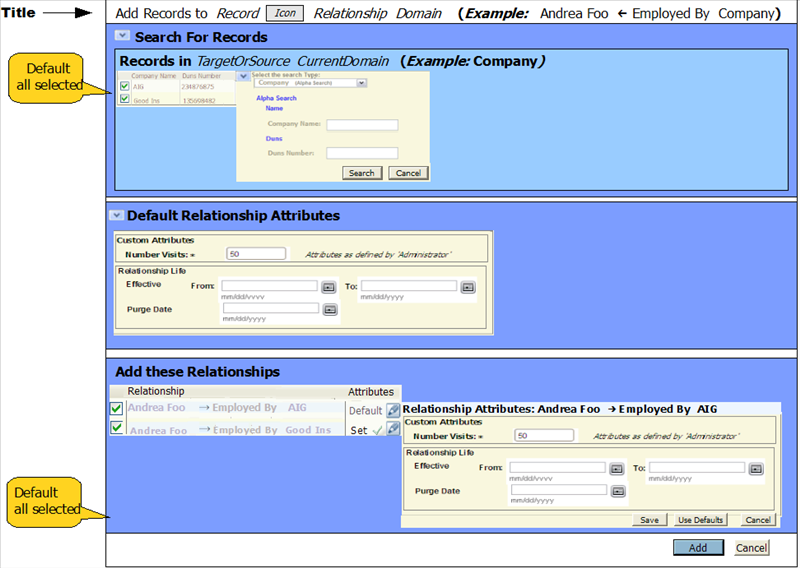 Title
Add Records to Record Icon Relationship Domain (Example: Andrea Foo ← Employed By Company)
Search For Records
Default
all selected
Records in TargetOrSource CurrentDomain (Example: Company)
Company Name Duns Number
AIG 234876875
Good Ins 135998482
Select the search Type:
Company (Alpha Search)
Alpha Search
Name
Company Name:
Duns
Duns Number:
Search Cancel
Default Relationship Attributes
Custom Attributes
Number Visits: * 50 Attributes as defined by 'Administrator'
Relationship Life
Effective From: To:
mm/dd/yyyy mm/dd/yyyy
Purge Date
mm/dd/yyyy
Add these Relationships
Relationship Attributes
Andrea Foo → Employed By AIG Default
Andrea Foo → Employed By Good Ins Set
Relationship Attributes: Andrea Foo → Employed By AIG
Custom Attributes
Number Visits: * 50 Attributes as defined by 'Administrator'
Relationship Life
Effective From: To:
mm/dd/yyyy mm/dd/yyyy
Purge Date
mm/dd/yyyy
Save Use Defaults Cancel
Default
all selected
Add Cancel